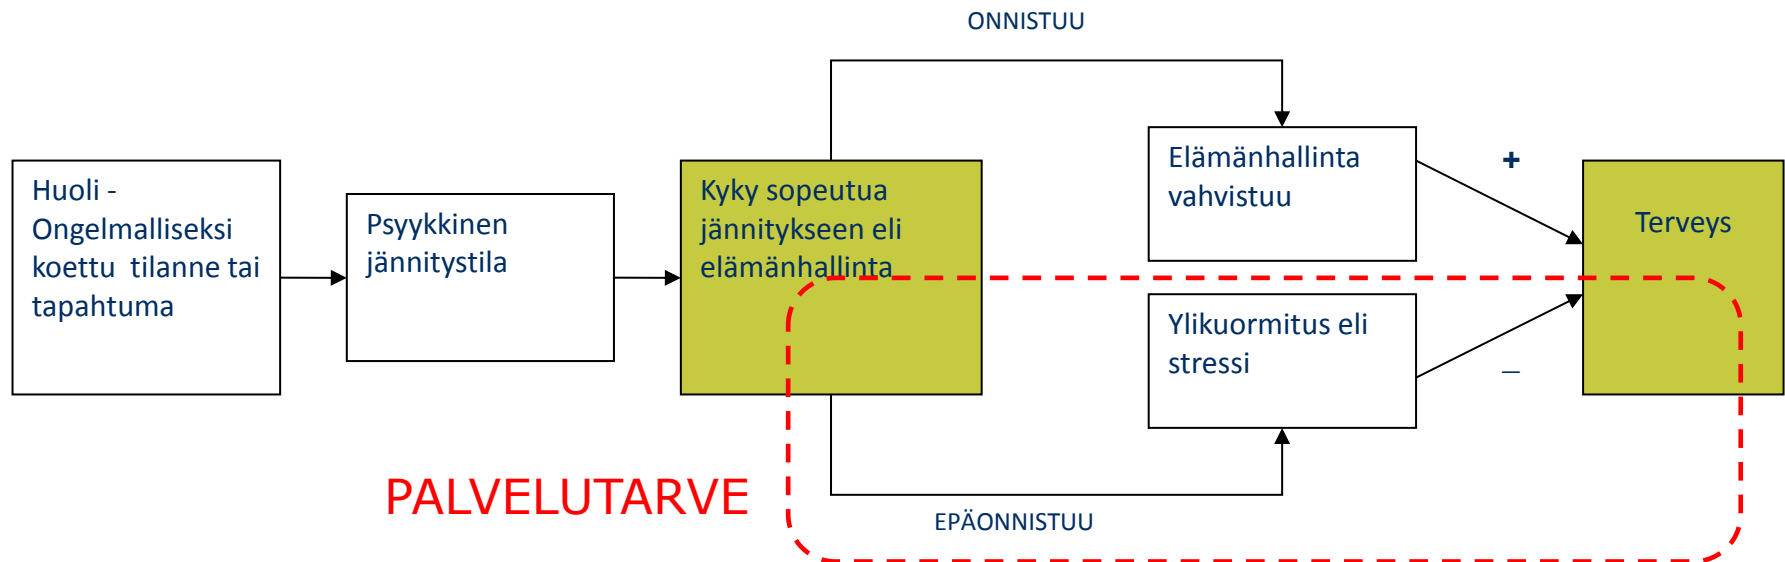 ONNISTUU
Huoli -
Ongelmalliseksi
koettu tilanne tai
tapahtuma
Psyykkinen
jännitystila
Kyky sopeutua
jännitykseen eli
elämänhallinta
Elämänhallinta
vahvistuu
+
Terveys
Ylikuormitus eli
stressi
_
PALVELUTARVE
EPÄONNISTUU